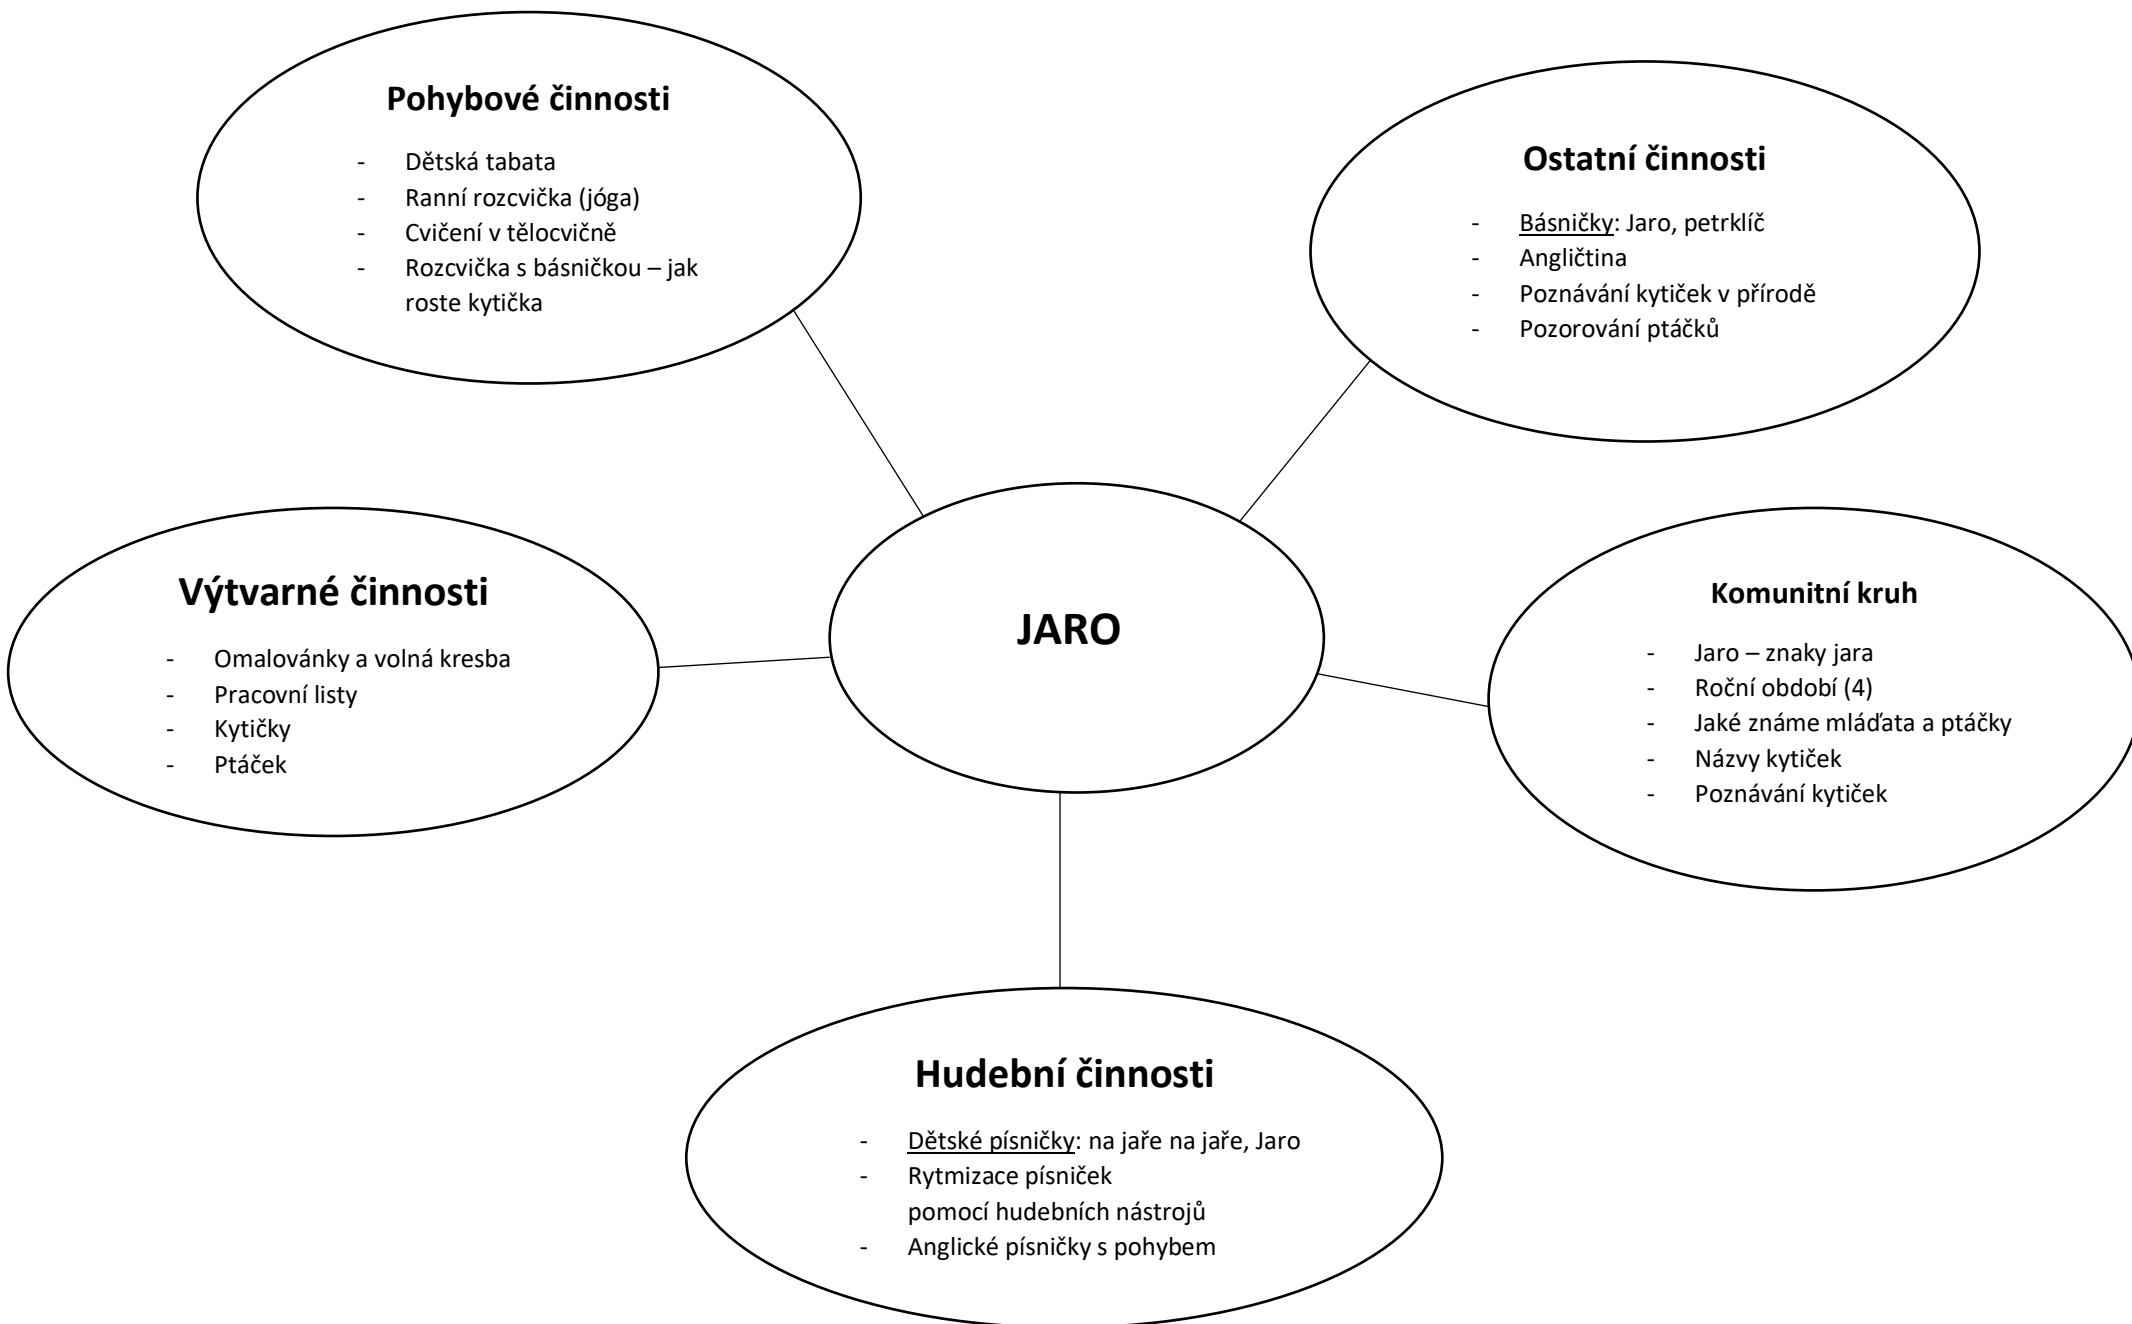 Pohybové činnosti
- Dětská tabata
- Ranní rozcvička (jóga)
- Cvičení v tělocvičně
- Rozcvička s básničkou – jak
roste kytička
Ostatní činnosti
- Básničky: Jaro, petrklíč
- Angličtina
- Poznávání kytiček v přírodě
- Pozorování ptáčků
Výtvarné činnosti
- Omalovánky a volná kresba
- Pracovní listy
- Kytičky
- Ptáček
JARO
Komunitní kruh
- Jaro – znaky jara
- Roční období (4)
- Jaké známe mláďata a ptáčky
- Názvy kytiček
- Poznávání kytiček
Hudební činnosti
- Dětské písničky: na jaře na jaře, Jaro
- Rytmizace písniček
pomocí hudebních nástrojů
- Anglické písničky s pohybem